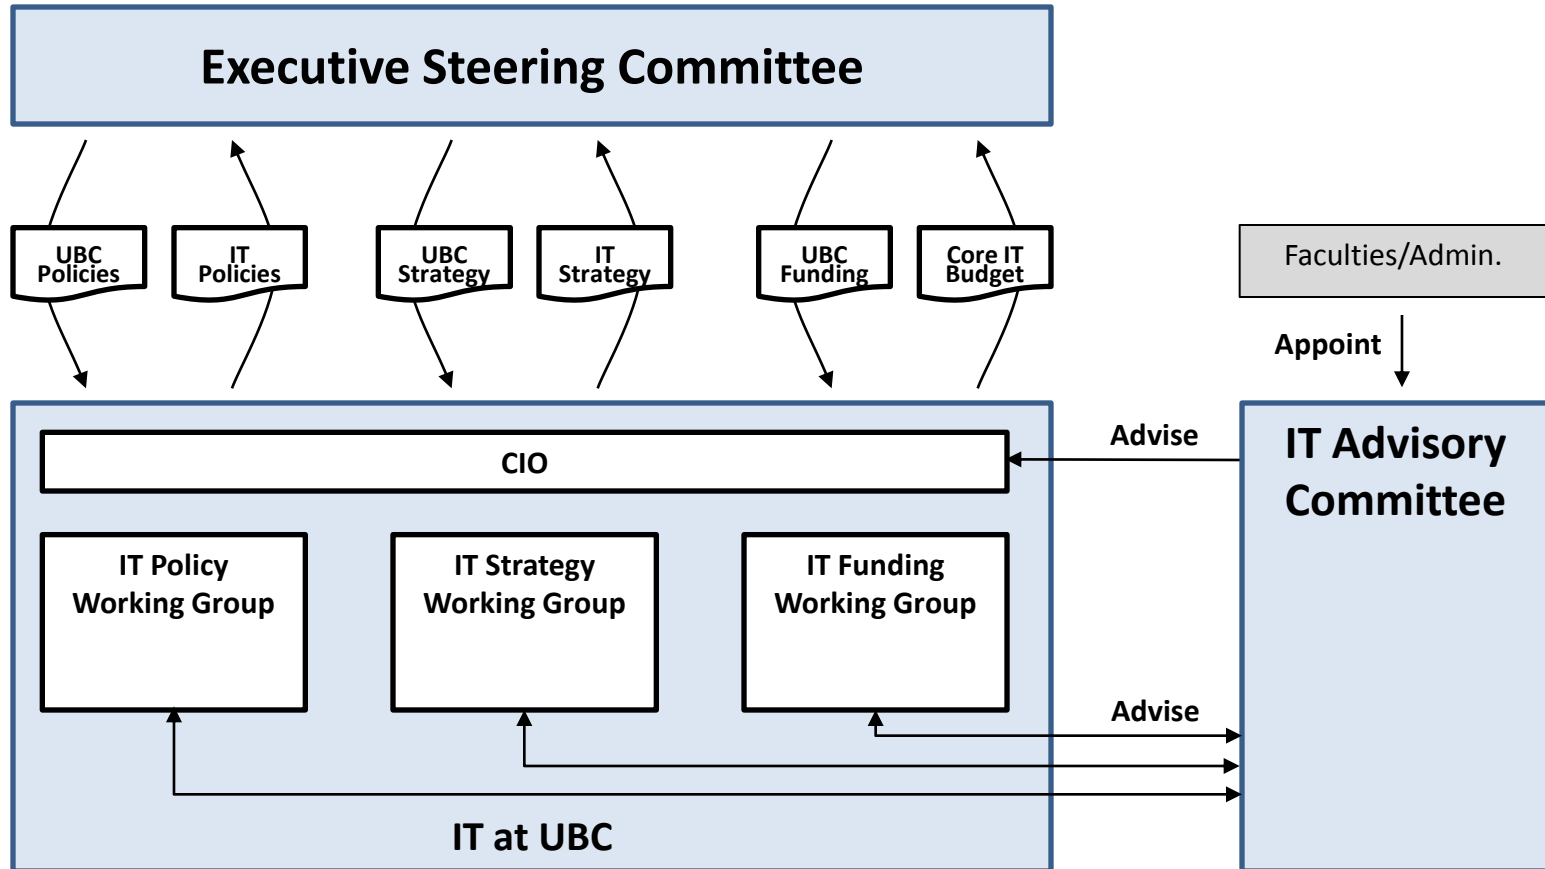 Executive Steering Committee
UBC
Policies
IT
Policies
UBC
Strategy
IT
Strategy
UBC
Funding
Core IT
Budget
Faculties/Admin.
Appoint
CIO
Advise
IT Advisory
Committee
IT Policy
Working Group
IT Strategy
Working Group
IT Funding
Working Group
Advise
IT at UBC